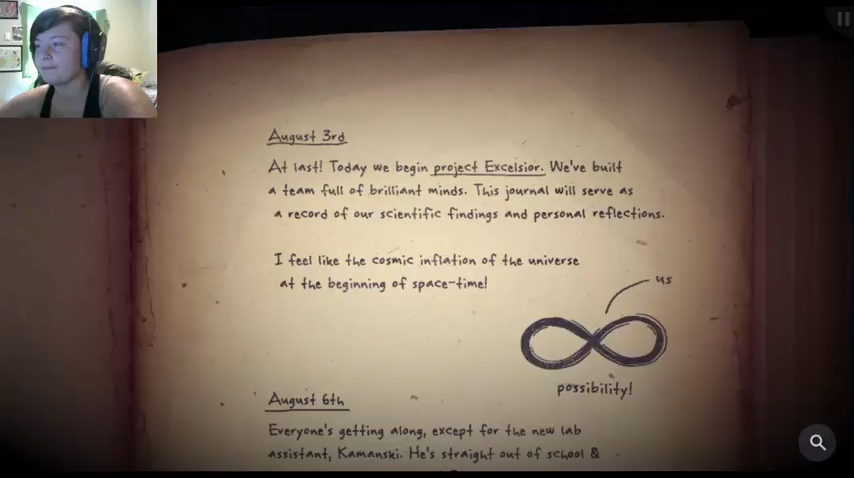 August 3rd
At last! Today we begin project Excelsior. We've built
a team full of brilliant minds. This journal will serve as
a record of our scientific findings and personal reflections.
I feel like the cosmic inflation of the universe
at the beginning of space-time!
us
possibility!
August 6th
Everyone's getting along, except for the new lab
assistant, Kamanski. He's straight out of school &